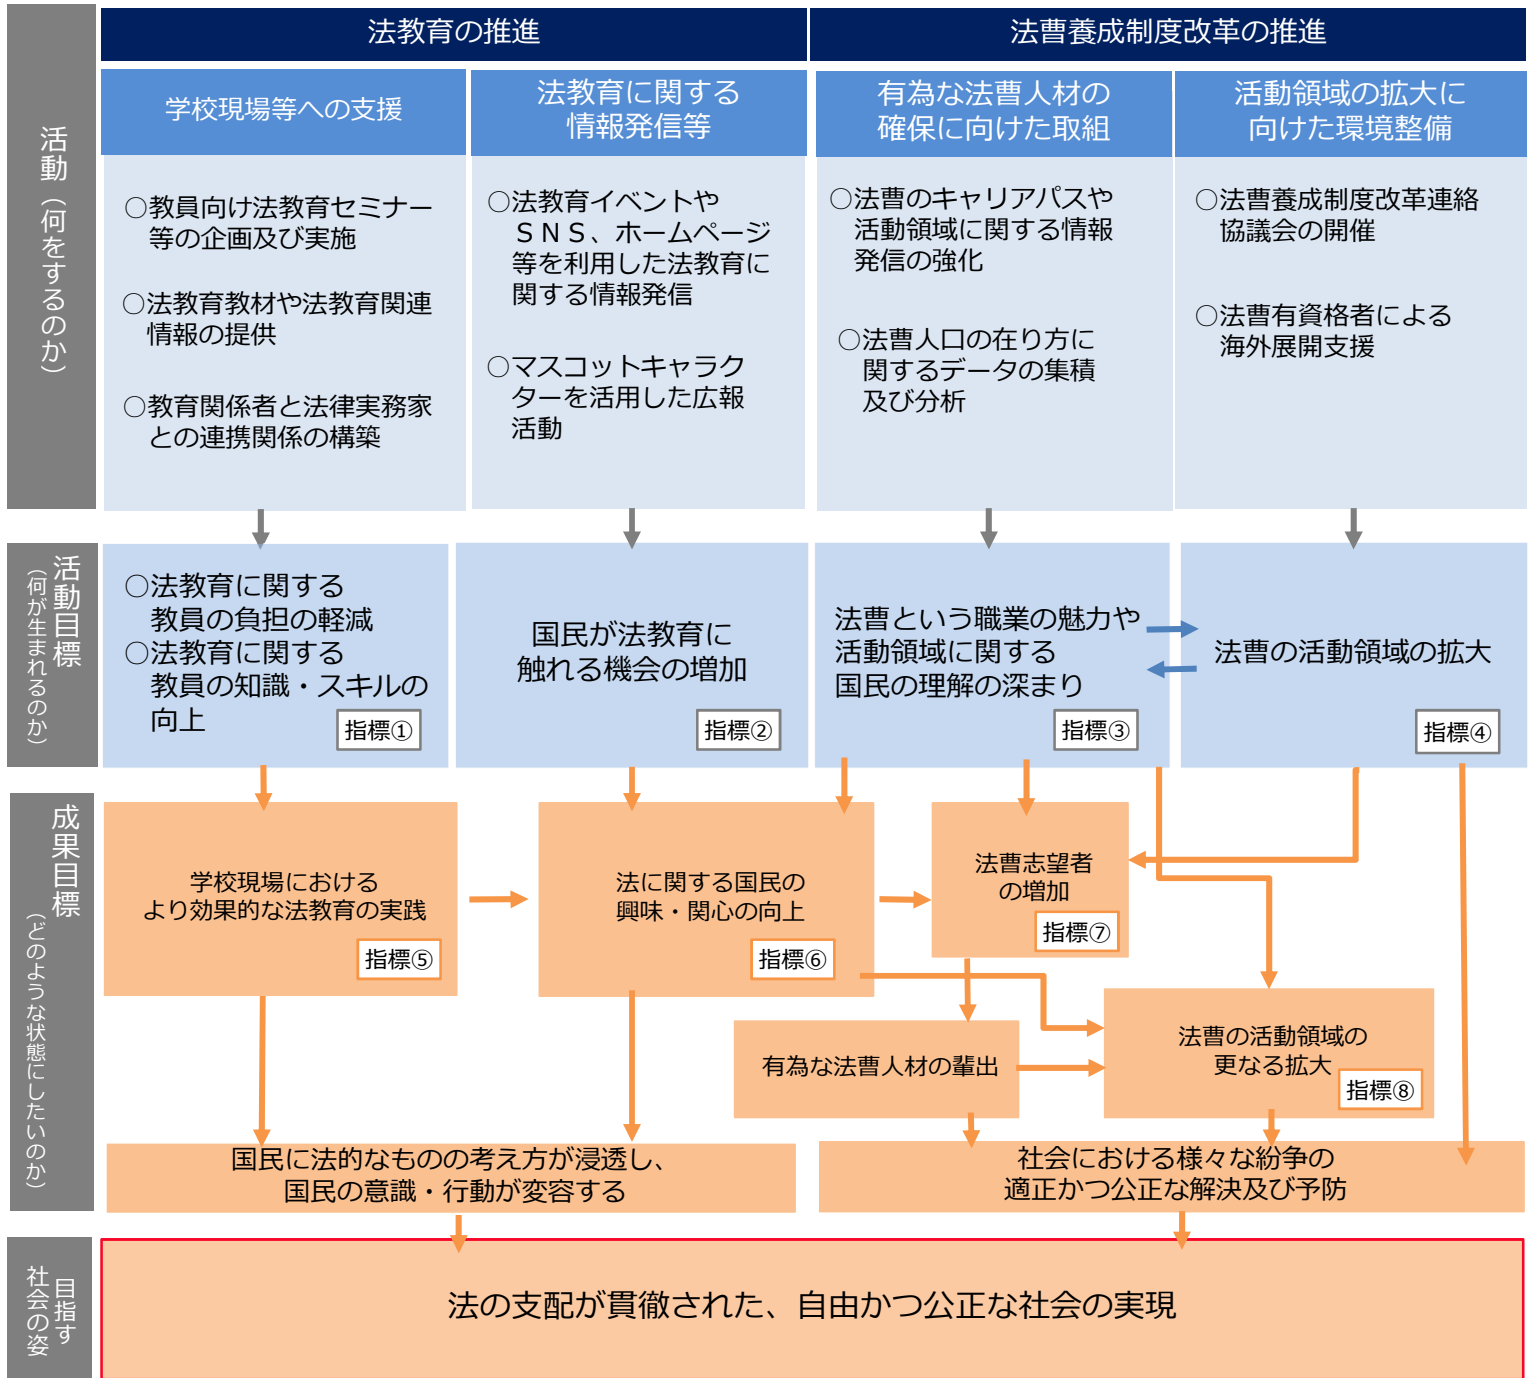 法教育の推進
法曹養成制度改革の推進
活動（何をするのか）
学校現場等への支援
法教育に関する
情報発信等
有為な法曹人材の
確保に向けた取組
活動領域の拡大に
向けた環境整備
○教員向け法教育セミナー
等の企画及び実施
○法教育教材や法教育関連
情報の提供
○教育関係者と法律実務家
との連携関係の構築
○法教育イベントや
ＳＮＳ、ホームページ
等を利用した法教育に
関する情報発信
○マスコットキャラク
ターを活用した広報
活動
○法曹のキャリアパスや
活動領域に関する情報
発信の強化
○法曹人口の在り方に
関するデータの集積
及び分析
○法曹養成制度改革連絡
協議会の開催
○法曹有資格者による
海外展開支援
活動目標
（何が生まれるのか）
○法教育に関する
教員の負担の軽減
○法教育に関する
教員の知識・スキルの
向上
指標①
国民が法教育に
触れる機会の増加
指標②
法曹という職業の魅力や
活動領域に関する
国民の理解の深まり
指標③
法曹の活動領域の拡大
指標④
成果目標
（どのような状態にしたいのか）
学校現場における
より効果的な法教育の実践
指標⑤
法に関する国民の
興味・関心の向上
指標⑥
法曹志望者
の増加
指標⑦
有為な法曹人材の輩出
法曹の活動領域の
更なる拡大
指標⑧
国民に法的なものの考え方が浸透し、
国民の意識・行動が変容する
社会における様々な紛争の
適正かつ公正な解決及び予防
目指す
社会の姿
法の支配が貫徹された、自由かつ公正な社会の実現